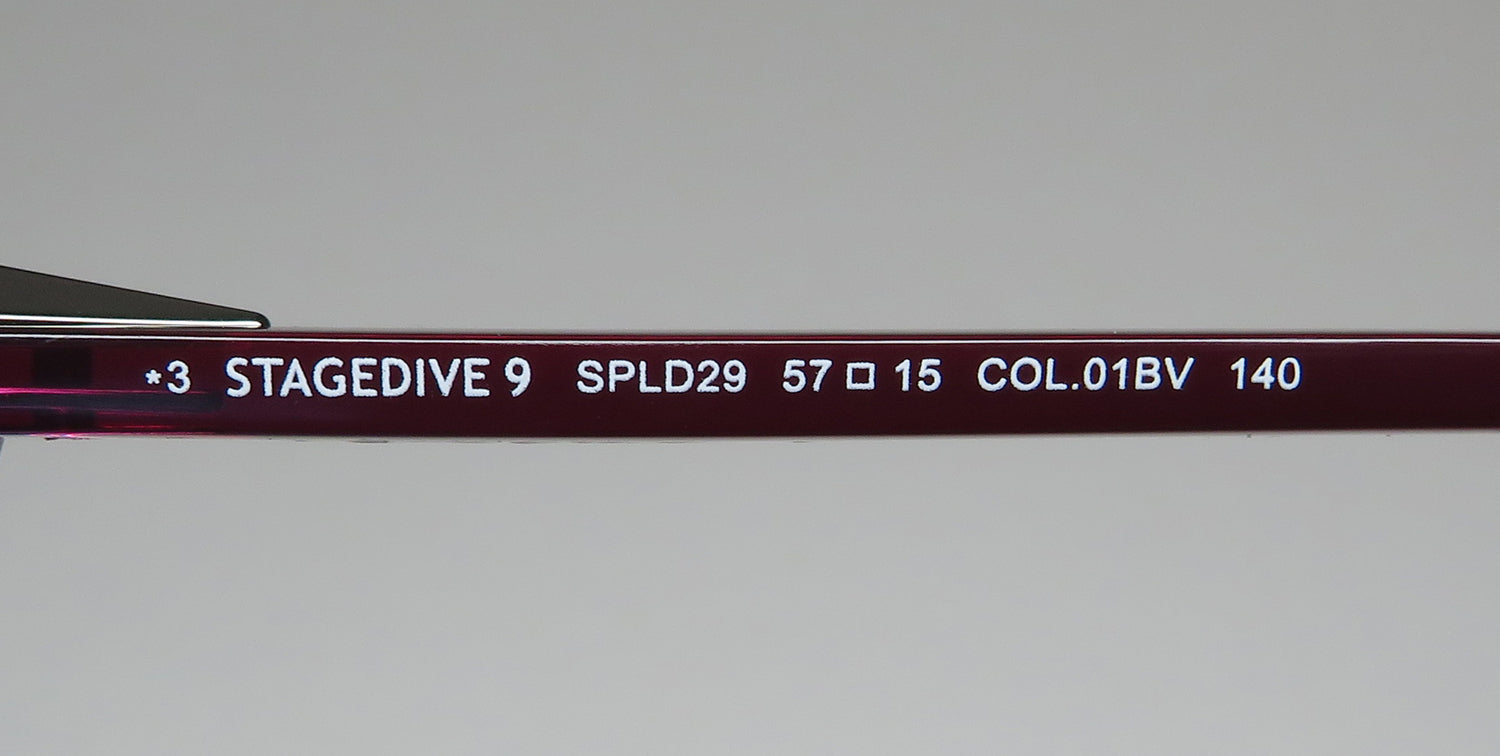 *3 STAGEDIVE 9 SPLD29 57□15 COL.01BV 140